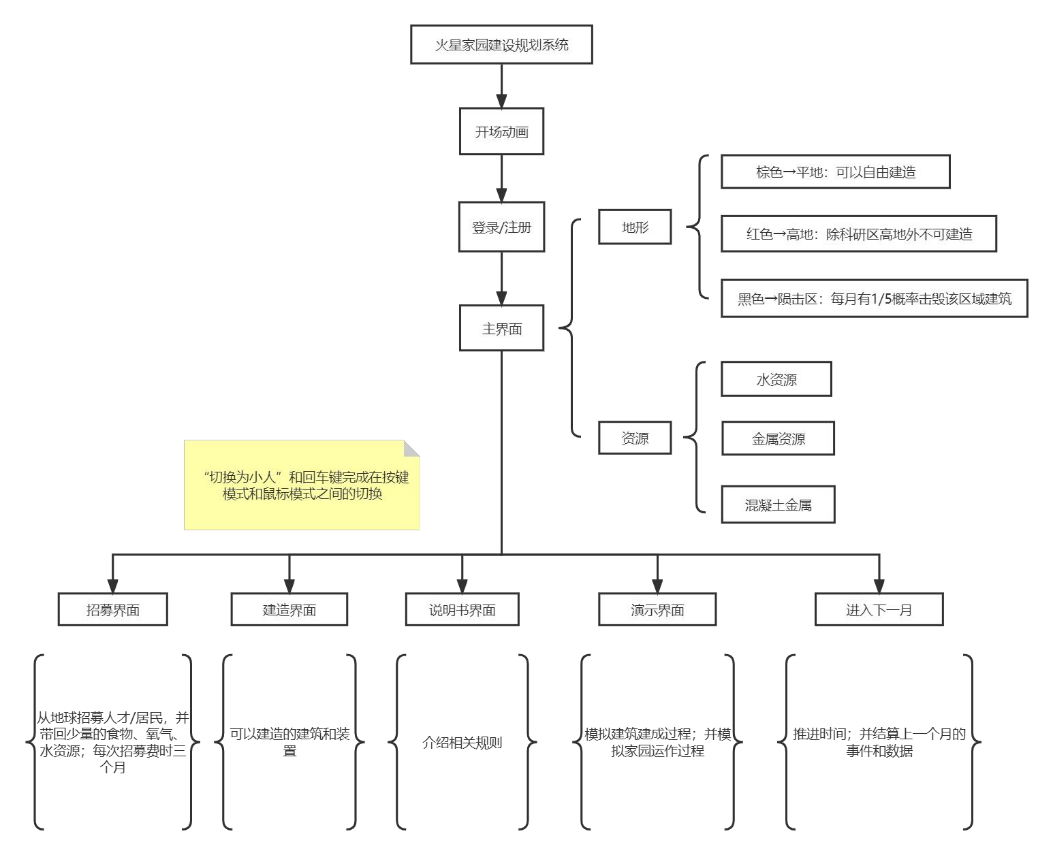 火星家园建设规划系统
开场动画
登录/注册
主界面
地形
棕色→平地：可以自由建造
红色→高地：除科研区高地外不可建造
黑色→陨击区：每月有1/5概率击毁该区域建筑
资源
水资源
金属资源
混凝土金属
“切换为小人”和回车键完成在按键
模式和鼠标模式之间的切换
招募界面
建造界面
说明书界面
演示界面
进入下一月
从地球招募人才/居民，并
带回少量的食物、氧气、
水资源；每次招募费时三
个月
可以建造的建筑和装
置
介绍相关规则
模拟建筑建成过程；并模
拟家园运作过程
推进时间；并结算上一个月的
事件和数据